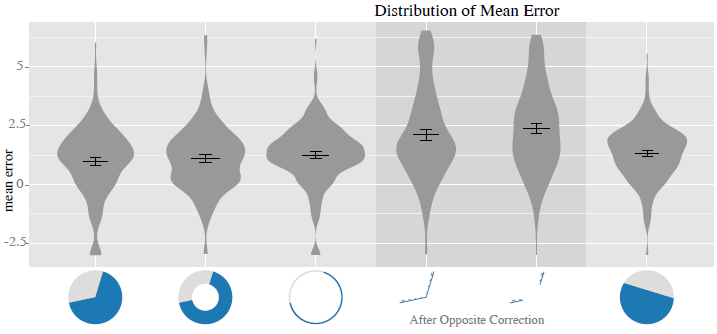 Distribution of Mean Error
mean error
5
2.5
0
-2.5
After Opposite Correction